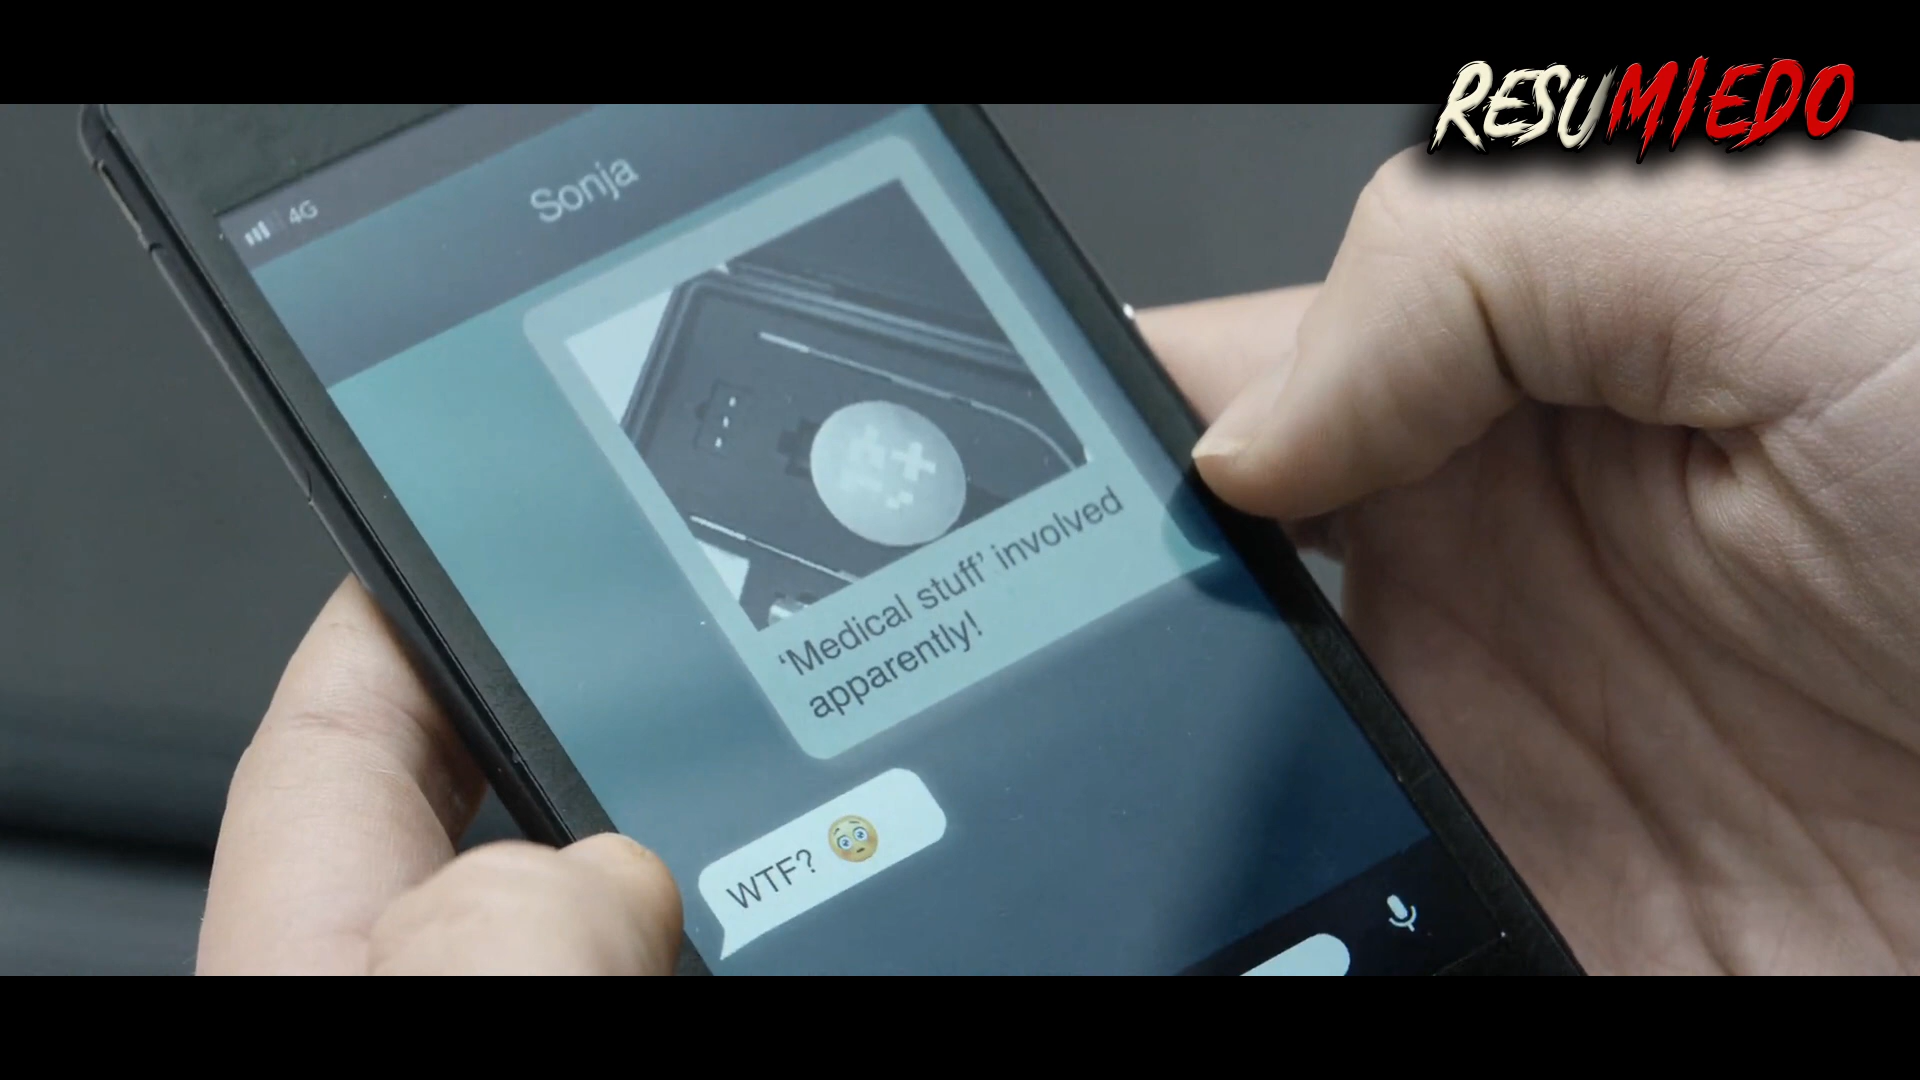 RESUMIEDO
4G
Sonja
‘Medical stuff’ involved
apparently!
WTF? 😳